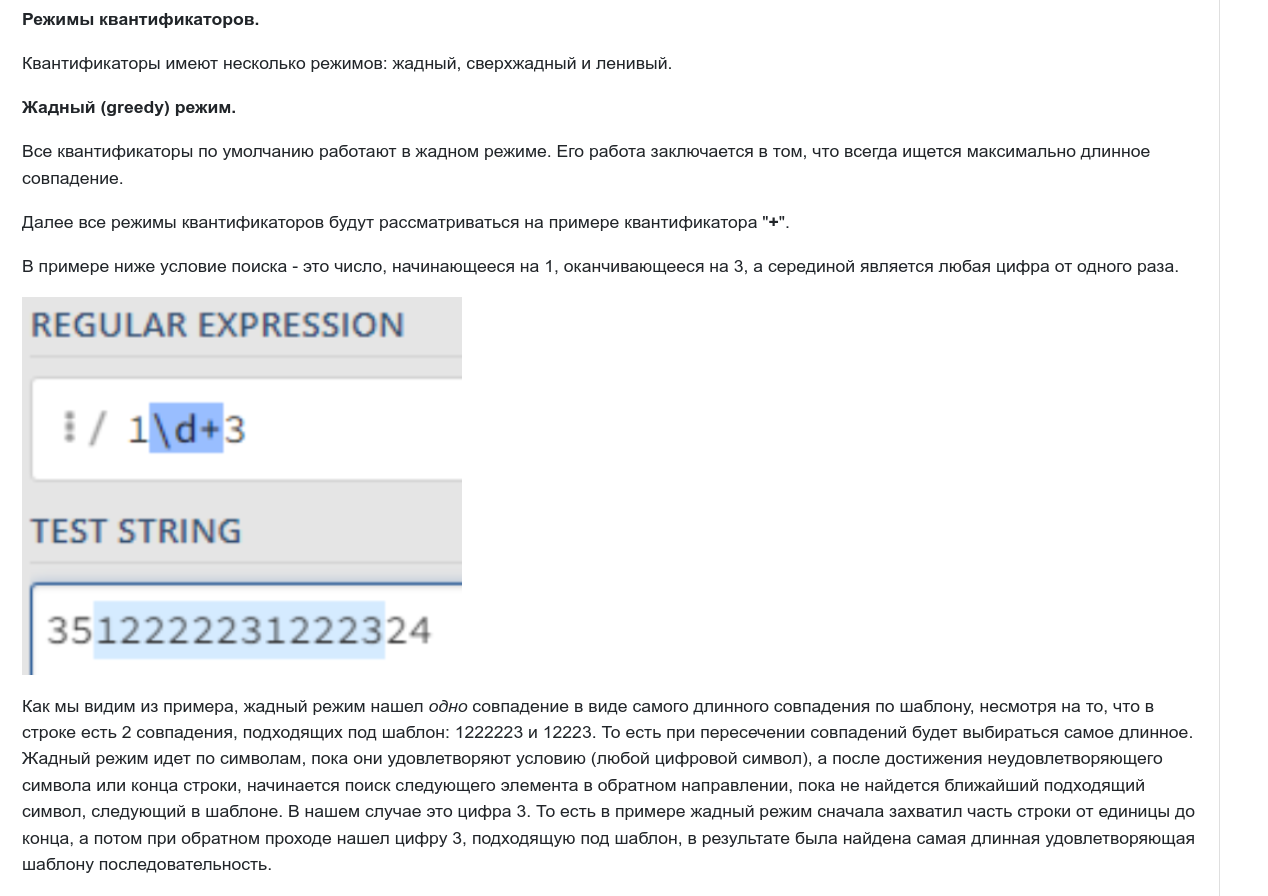 Режимы квантификаторов.
Квантификаторы имеют несколько режимов: жадный, сверхжадный и ленивый.
Жадный (greedy) режим.
Все квантификаторы по умолчанию работают в жадном режиме. Его работа заключается в том, что всегда ищется максимально длинное
совпадение.
Далее все режимы квантификаторов будут рассматриваться на примере квантификатора "+".
В примере ниже условие поиска - это число, начинающееся на 1, оканчивающееся на 3, а серединой является любая цифра от одного раза.
REGULAR EXPRESSION
/ 1\d+3
TEST STRING
35122222312223​24
Как мы видим из примера, жадный режим нашел одно совпадение в виде самого длинного совпадения по шаблону, несмотря на то, что в
строке есть 2 совпадения, подходящих под шаблон: 1222223 и 12223. То есть при пересечении совпадений будет выбираться самое длинное.
Жадный режим идет по символам, пока они удовлетворяют условию (любой цифровой символ), а после достижения неудовлетворяющего
символа или конца строки, начинается поиск следующего элемента в обратном направлении, пока не найдется ближайший подходящий
символ, следующий в шаблоне. В нашем случае это цифра 3. То есть в примере жадный режим сначала захватил часть строки от единицы до
конца, а потом при обратном проходе нашел цифру 3, подходящую под шаблон, в результате была найдена самая длинная удовлетворяющая
шаблону последовательность.